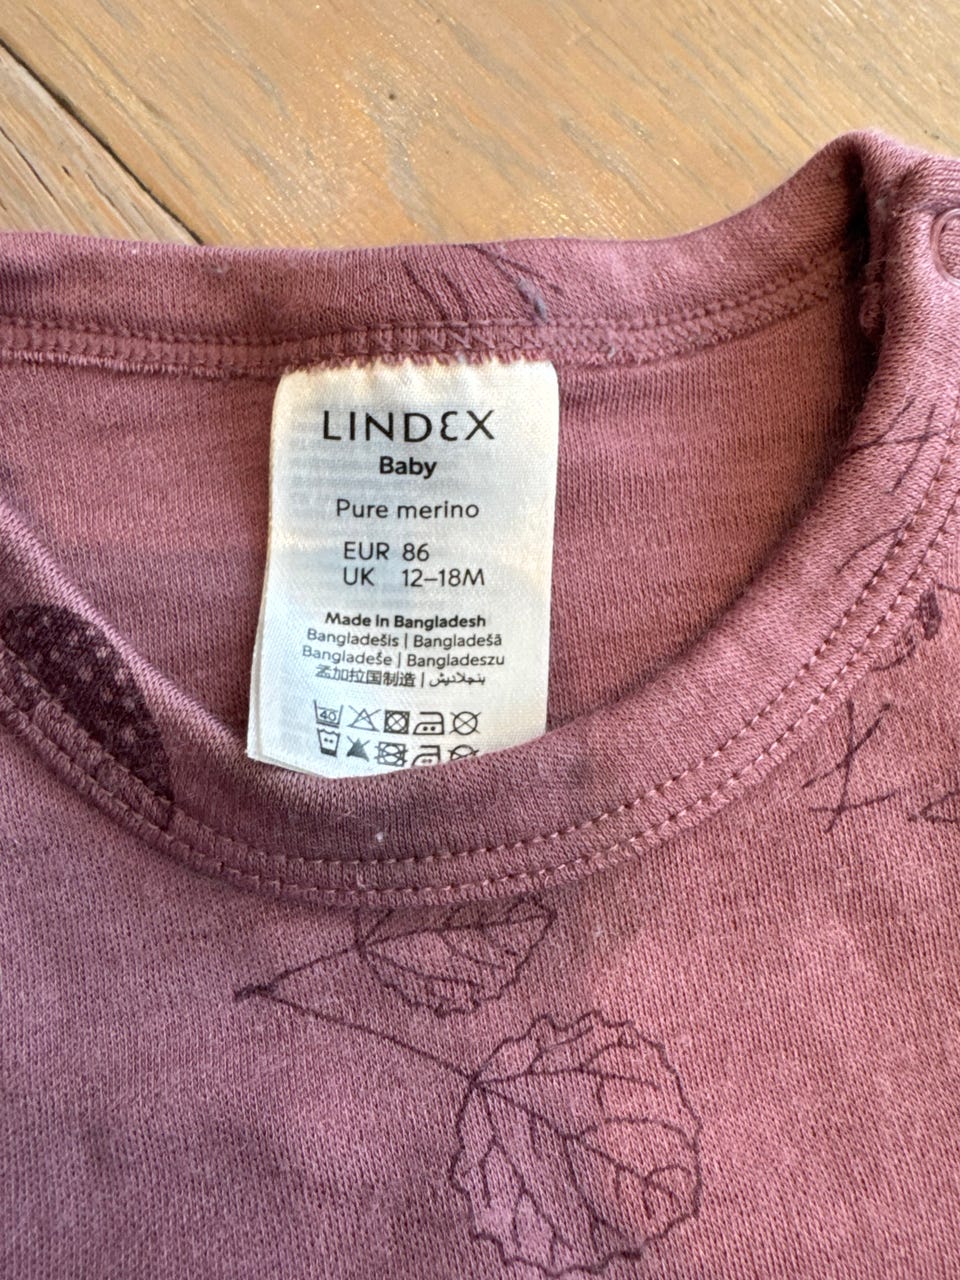 LINDEX
Baby
Pure merino
EUR 86
UK 12–18M
Made in Bangladesh
Bangladešis | Bangladešā
Bangladeše | Bangladeszu
孟加拉国制造 | بنجلاديش
40